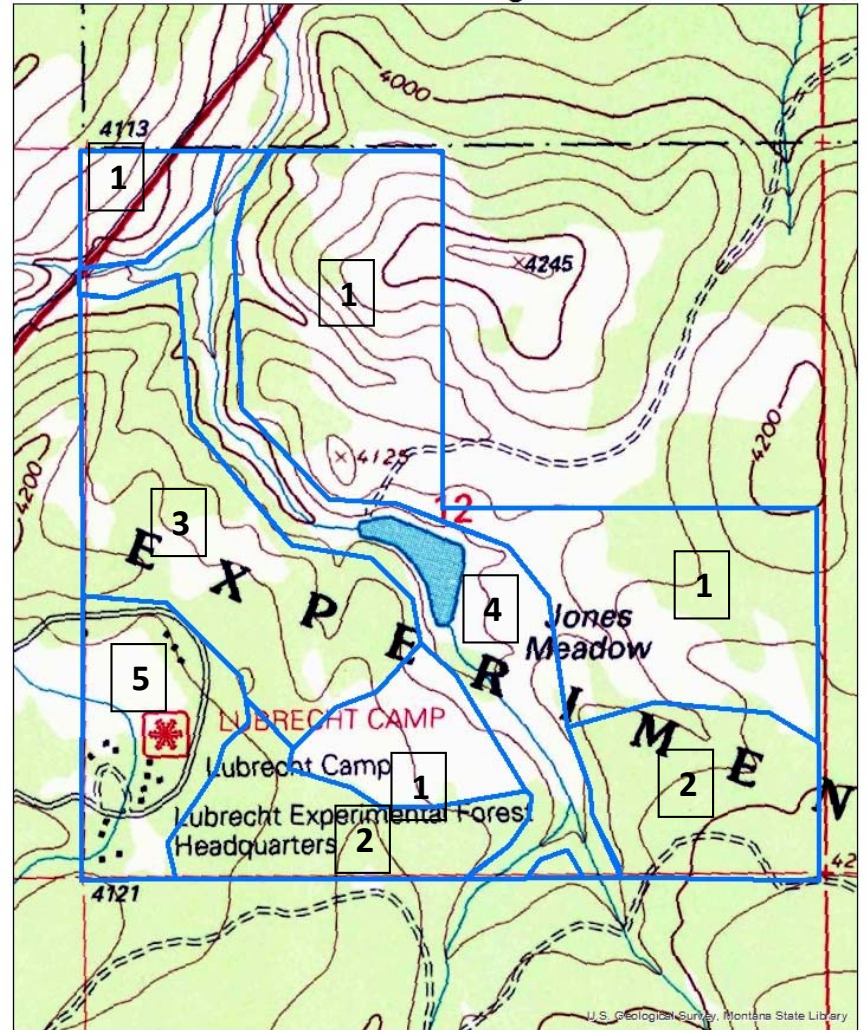 4000
4113
1
4245
1
4125
4200
4200
12
3
1
4
Jones
Meadow
EXPERIMEN
5
LUBRECHT CAMP
Lubrecht Camp
1
2
Lubrecht Experimental Forest
Headquarters
2
42
4121
U.S. Geological Survey, Montana State Library